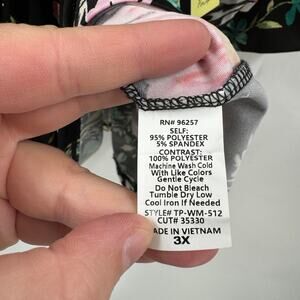 RN# 96257
SELF:
95% POLYESTER
5% SPANDEX
CONTRAST:
100% POLYESTER
Machine Wash Cold
With Like Colors
Gentle Cycle
Do Not Bleach
Tumble Dry Low
Cool Iron If Needed
STYLE# TP-WM-512
CUT# 35330
MADE IN VIETNAM
3X